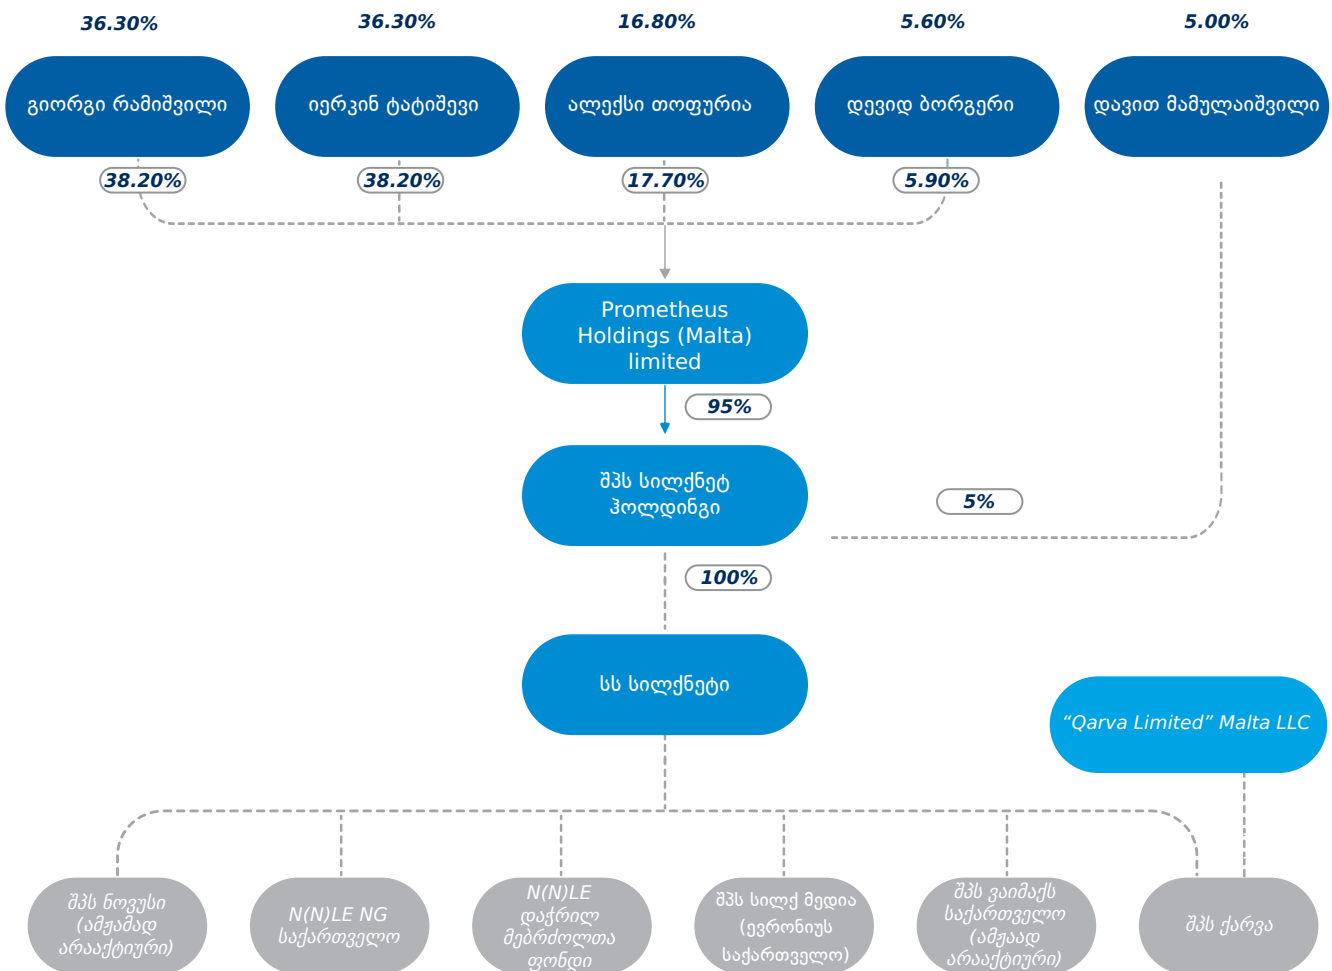 36.30%
36.30%
16.80%
5.60%
5.00%
გიორგი რამიშვილი
იერკინ ტატიშევი
ალექსი თოფურია
დევიდ ბორგერი
დავით მამულაიშვილი
38.20%
38.20%
17.70%
5.90%
Prometheus
Holdings (Malta)
limited
95%
შპს სილქნეტ
ჰოლდინგი
5%
100%
სს სილქნეტი
“Qarva Limited” Malta LLC
შპს ნოვუსი
(ამჟამად
არააქტიური)
N(N)LE NG
საქართველო
N(N)LE
დაჭრილ
მებრძოლთა
ფონდი
შპს სილქ მედია
(ევრონიუს
საქართველო)
შპს ვაიმაქს
საქართველო
(ამჟაად
არააქტიური)
შპს ქარვა